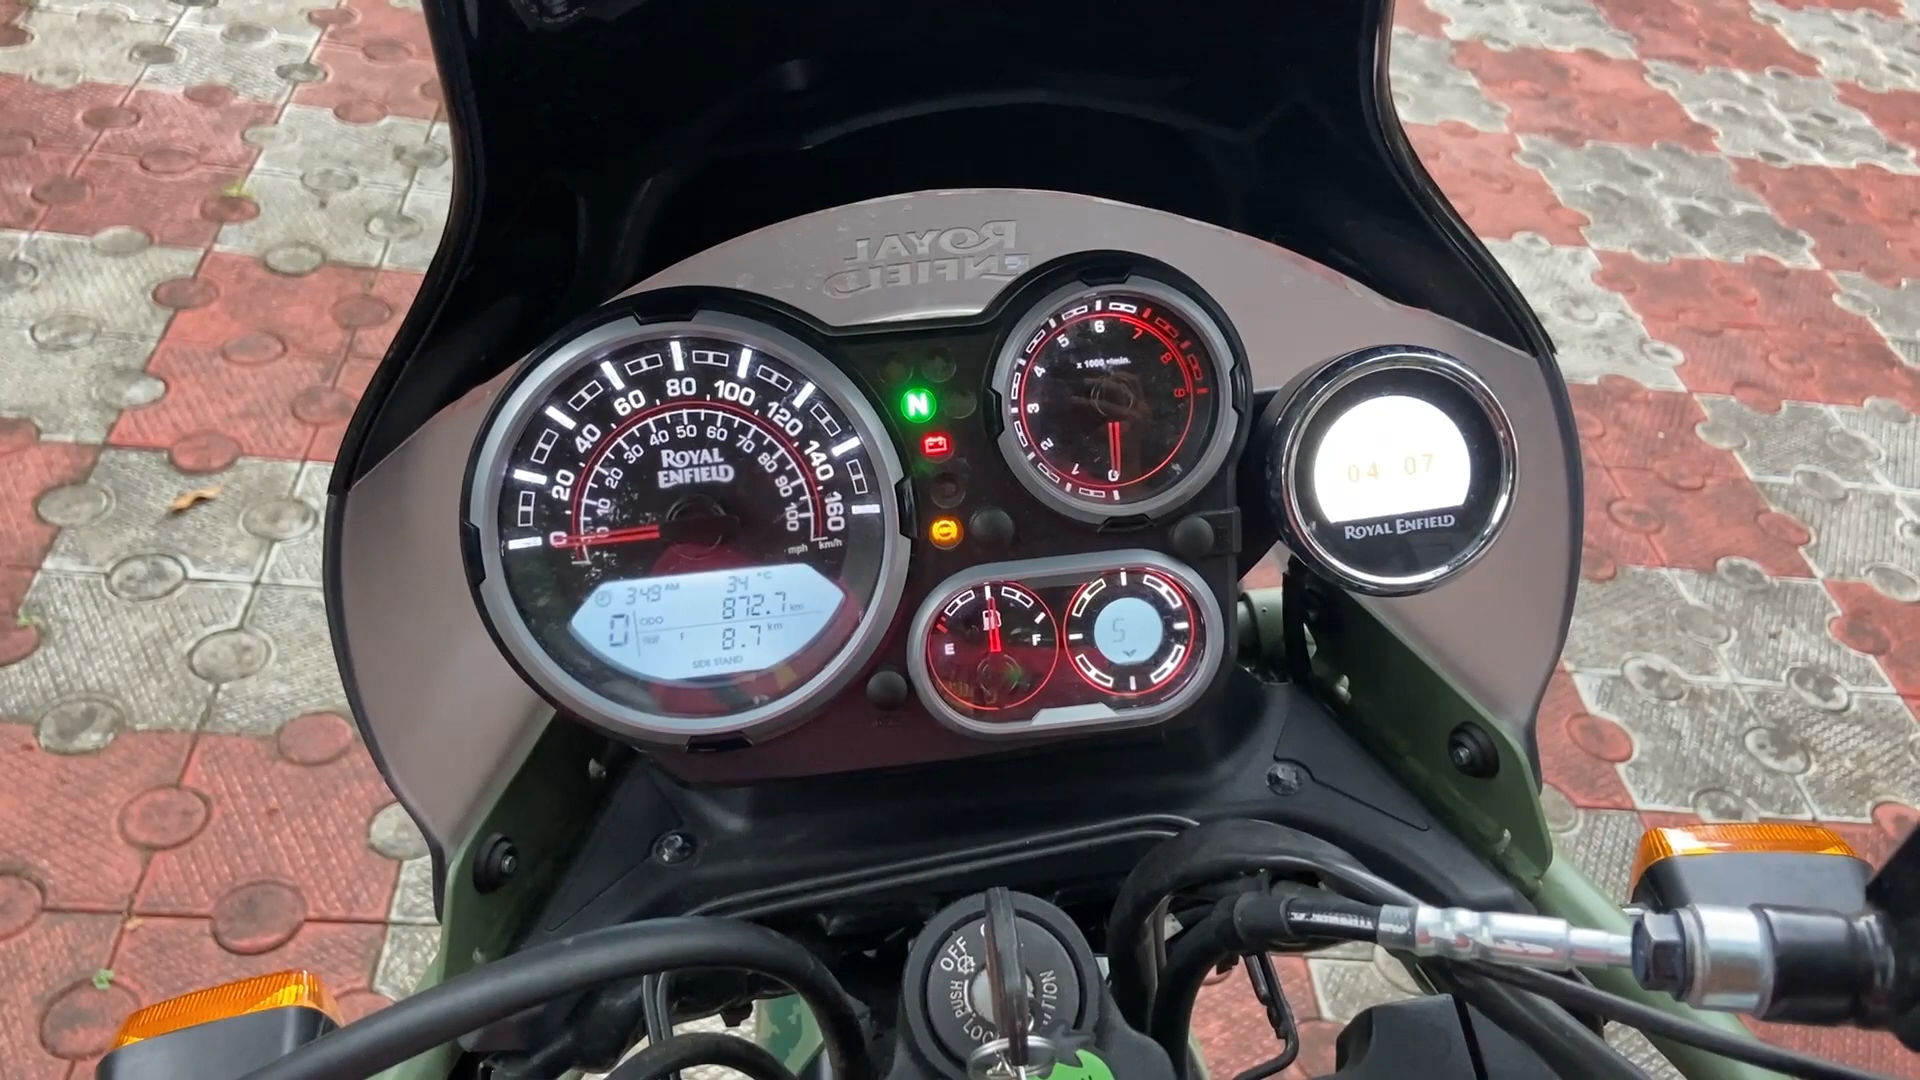 ROYAL
ENFIELD
0 20 40 60 80 100 120 140 160
10 20 30 40 50 60 70 80 90 100
mph km/h
ROYAL
ENFIELD
3:49 AM 34 °C
0 ODO 872.7 km
TRIP F 8.7 km
SIDE STAND
N
ABS
0 1 2 3 4 5 6 7 8 9
x 1000 r/min.
E F
S
04 07
ROYAL ENFIELD
OFF
PUSH
LOCK